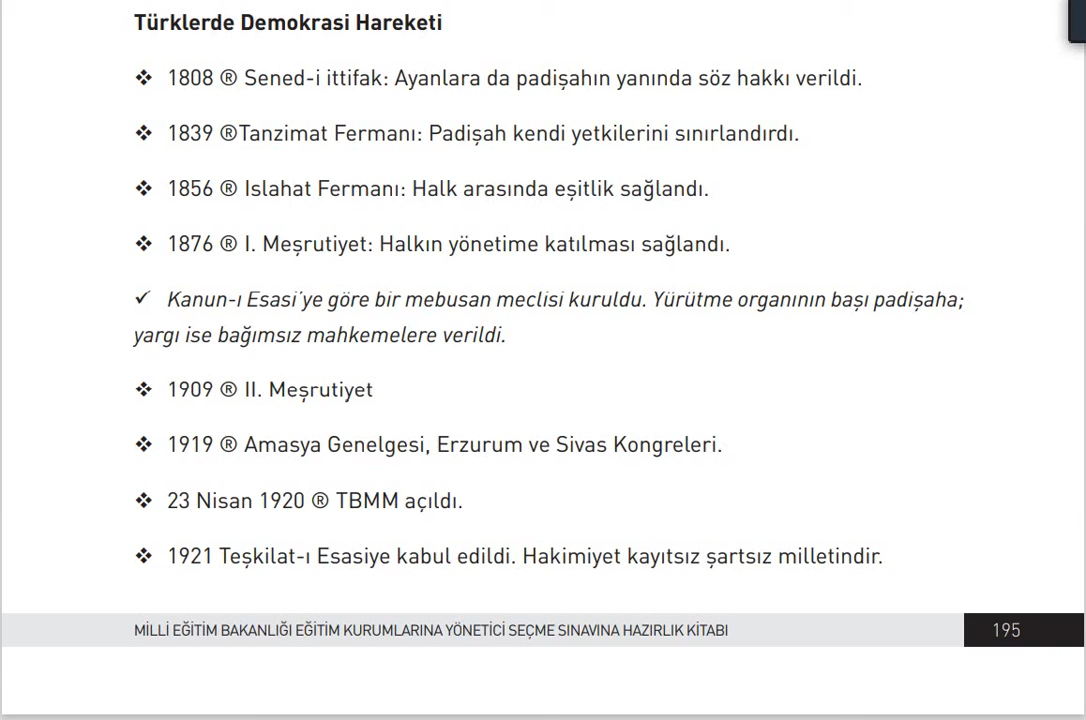 Türklerde Demokrasi Hareketi
❖ 1808 ® Sened-i ittifak: Ayanlara da padişahın yanında söz hakkı verildi.
❖ 1839 ®Tanzimat Fermanı: Padişah kendi yetkilerini sınırlandırdı.
❖ 1856 ® Islahat Fermanı: Halk arasında eşitlik sağlandı.
❖ 1876 ® I. Meşrutiyet: Halkın yönetime katılması sağlandı.
✓ Kanun-ı Esasi’ye göre bir mebusan meclisi kuruldu. Yürütme organının başı padişaha;
yargı ise bağımsız mahkemelere verildi.
❖ 1909 ® II. Meşrutiyet
❖ 1919 ® Amasya Genelgesi, Erzurum ve Sivas Kongreleri.
❖ 23 Nisan 1920 ® TBMM açıldı.
❖ 1921 Teşkilat-ı Esasiye kabul edildi. Hakimiyet kayıtsız şartsız milletindir.
MİLLİ EĞİTİM BAKANLIĞI EĞİTİM KURUMLARINA YÖNETİCİ SEÇME SINAVINA HAZIRLIK KİTABI 195